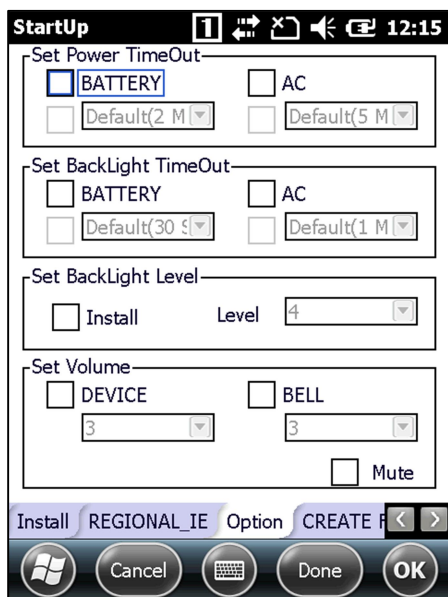 StartUp 1 12:15
Set Power TimeOut
BATTERY AC
Default(2 M Default(5 M
Set BackLight TimeOut
BATTERY AC
Default(30 S Default(1 M
Set BackLight Level
Install Level 4
Set Volume
DEVICE BELL
3 3
Mute
Install REGIONAL_IE Option CREATE F
Cancel Done OK